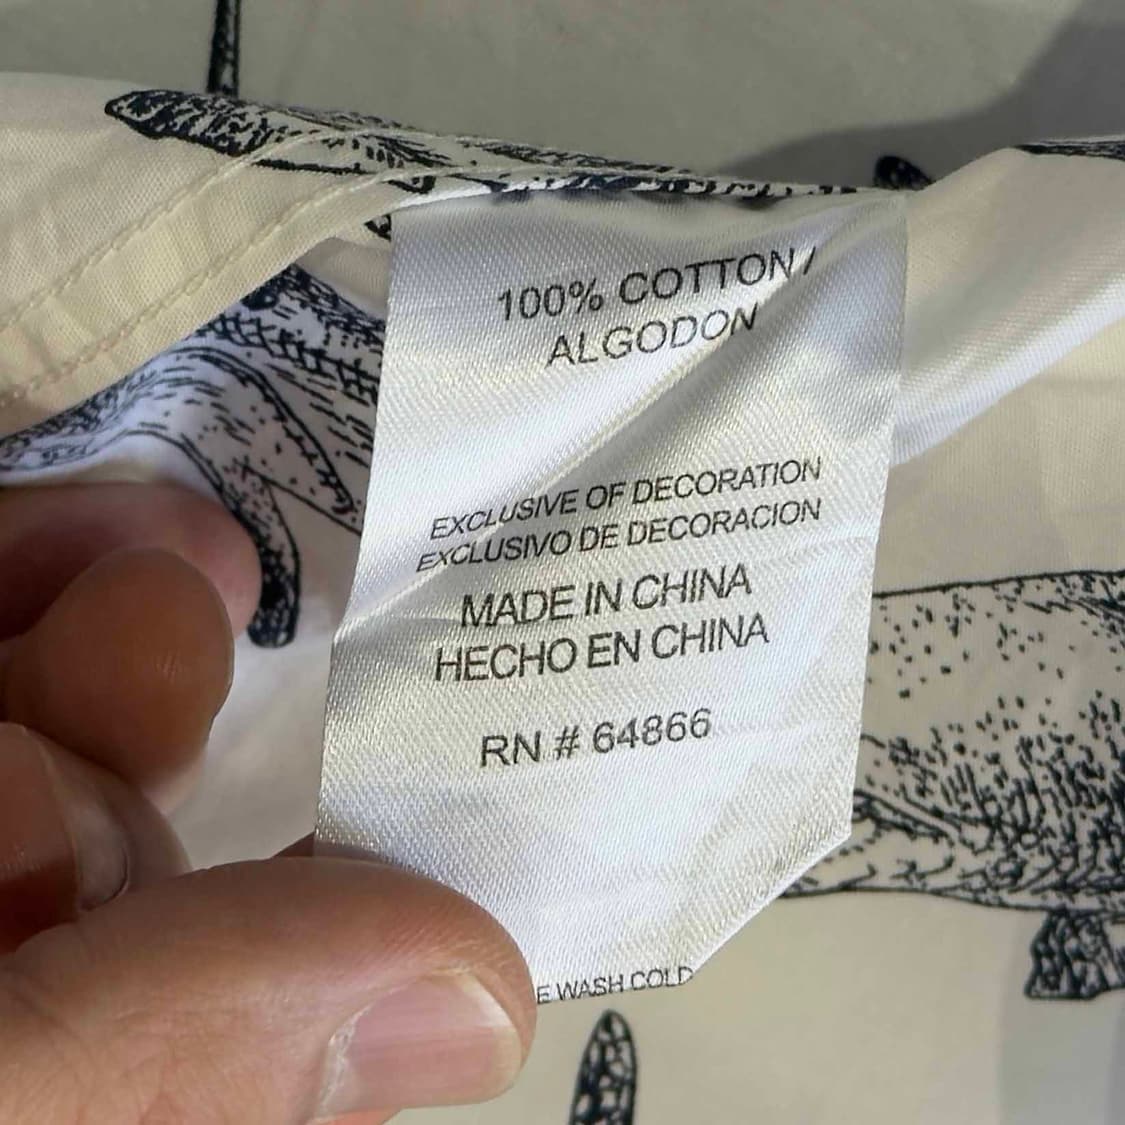 100% COTTON/
ALGODON
EXCLUSIVE OF DECORATION
EXCLUSIVO DE DECORACION
MADE IN CHINA
HECHO EN CHINA
RN # 64866
E WASH COLD